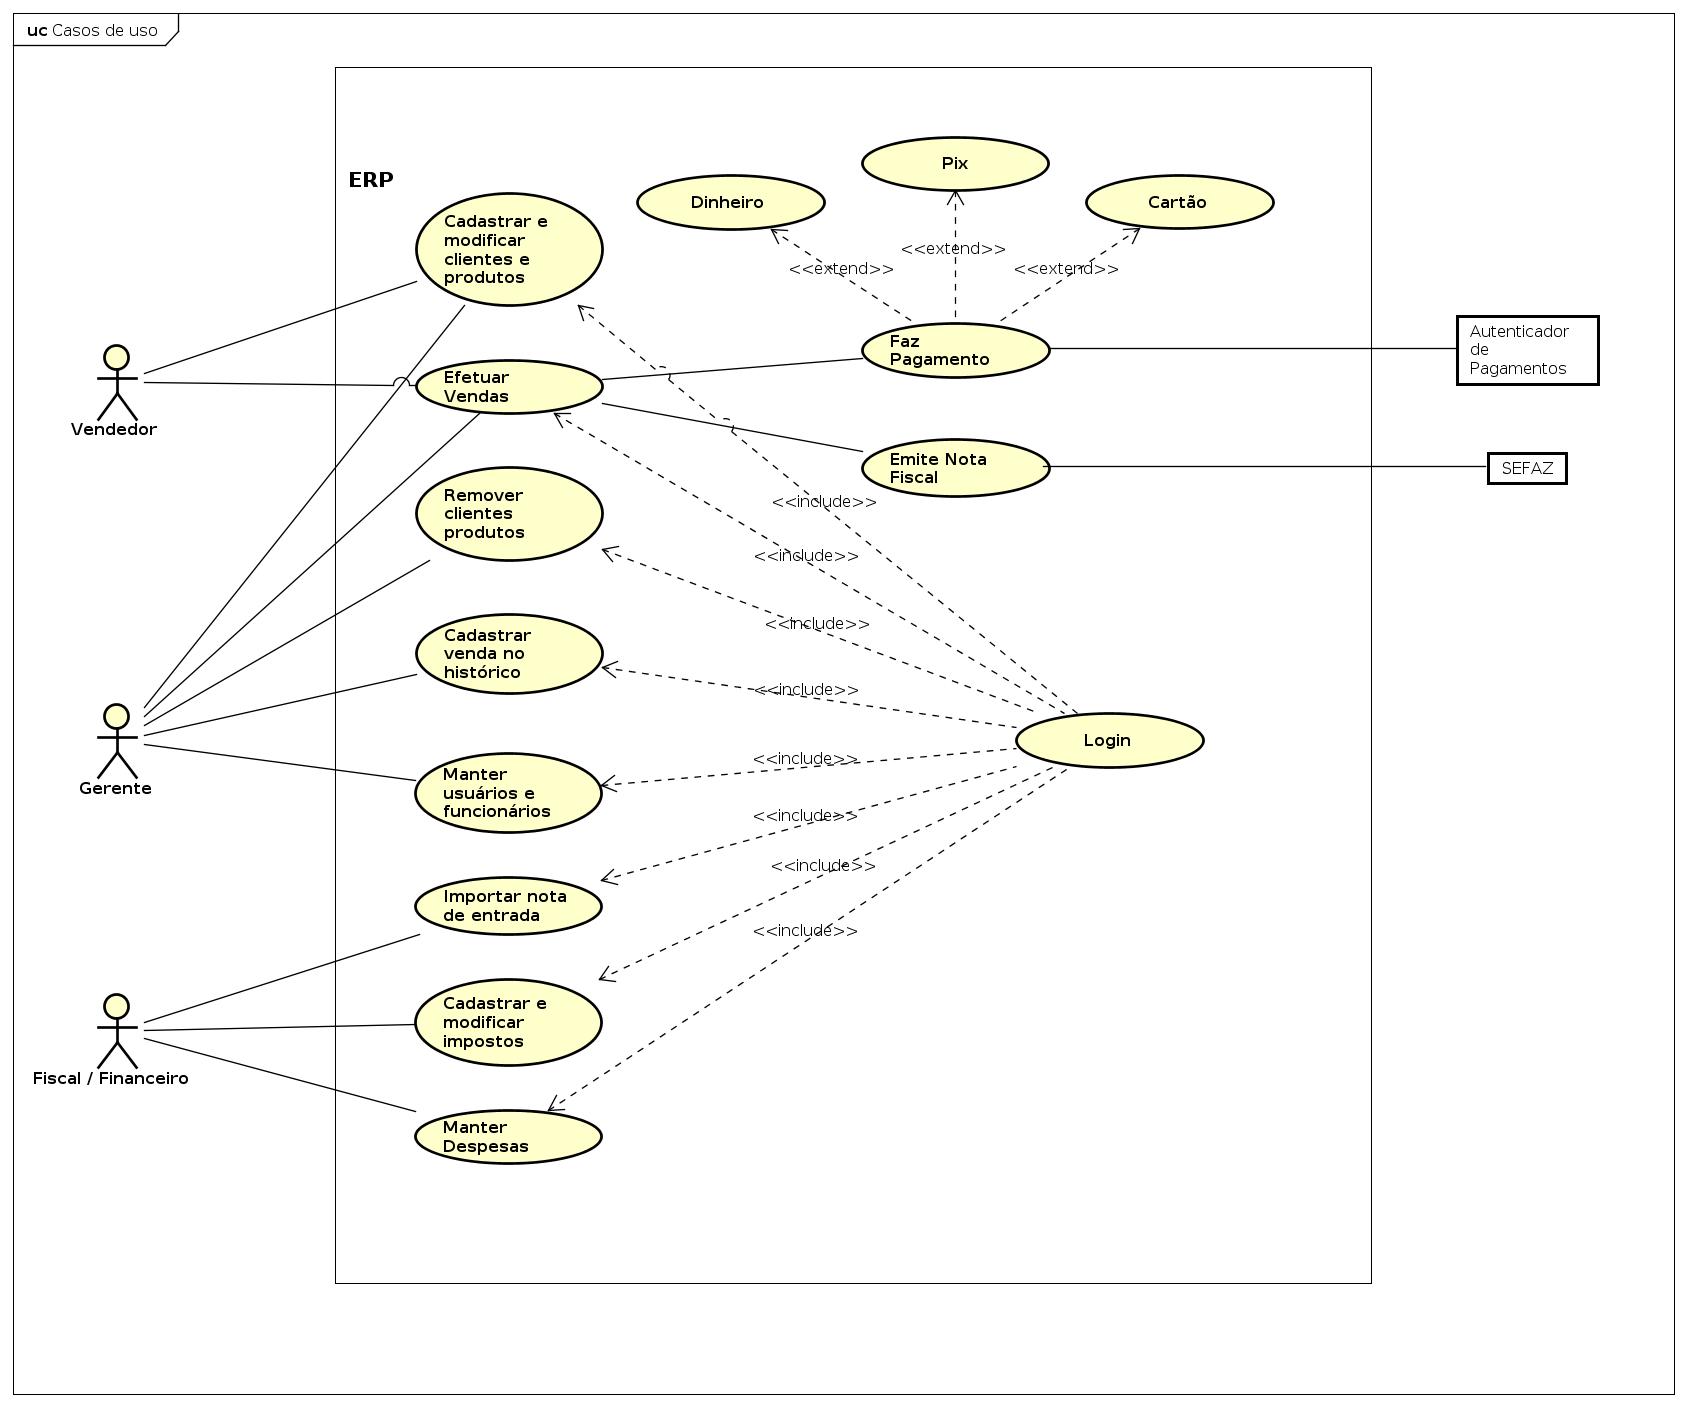 uc Casos de uso
ERP
Cadastrar e
modificar
clientes e
produtos
Dinheiro
Pix
Cartão
<<extend>>
<<extend>>
<<extend>>
Faz
Pagamento
Autenticador
de
Pagamentos
Vendedor
Efetuar
Vendas
Emite Nota
Fiscal
SEFAZ
Remover
clientes
produtos
<<include>>
<<include>>
<<include>>
Cadastrar
venda no
histórico
<<include>>
Login
Gerente
Manter
usuários e
funcionários
<<include>>
<<include>>
<<include>>
<<include>>
Importar nota
de entrada
Fiscal / Financeiro
Cadastrar e
modificar
impostos
Manter
Despesas